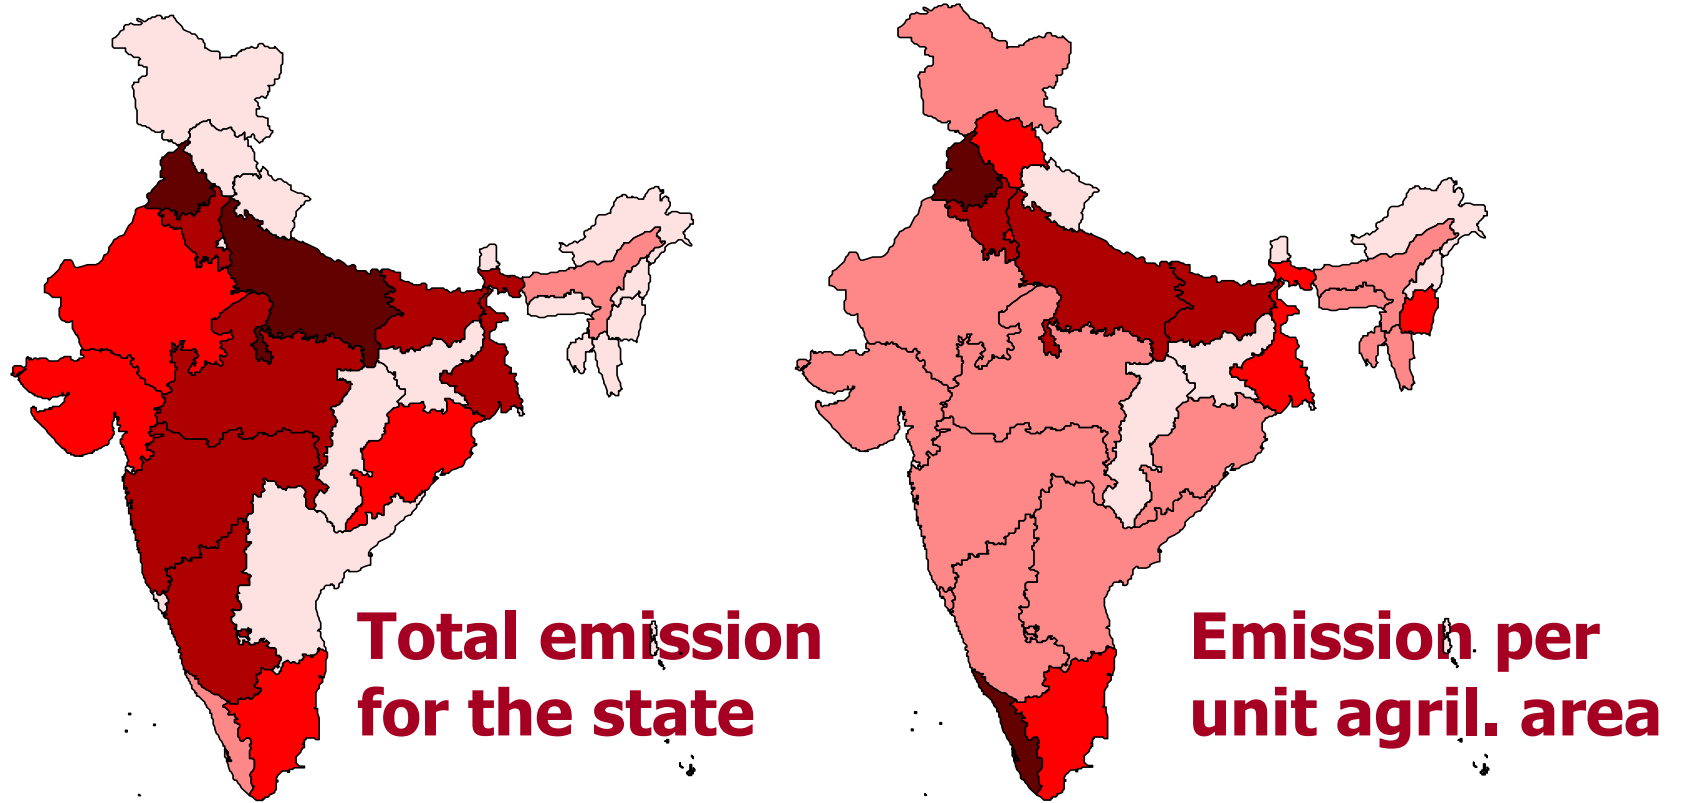 Total emission
for the state
Emission per
unit agril. area